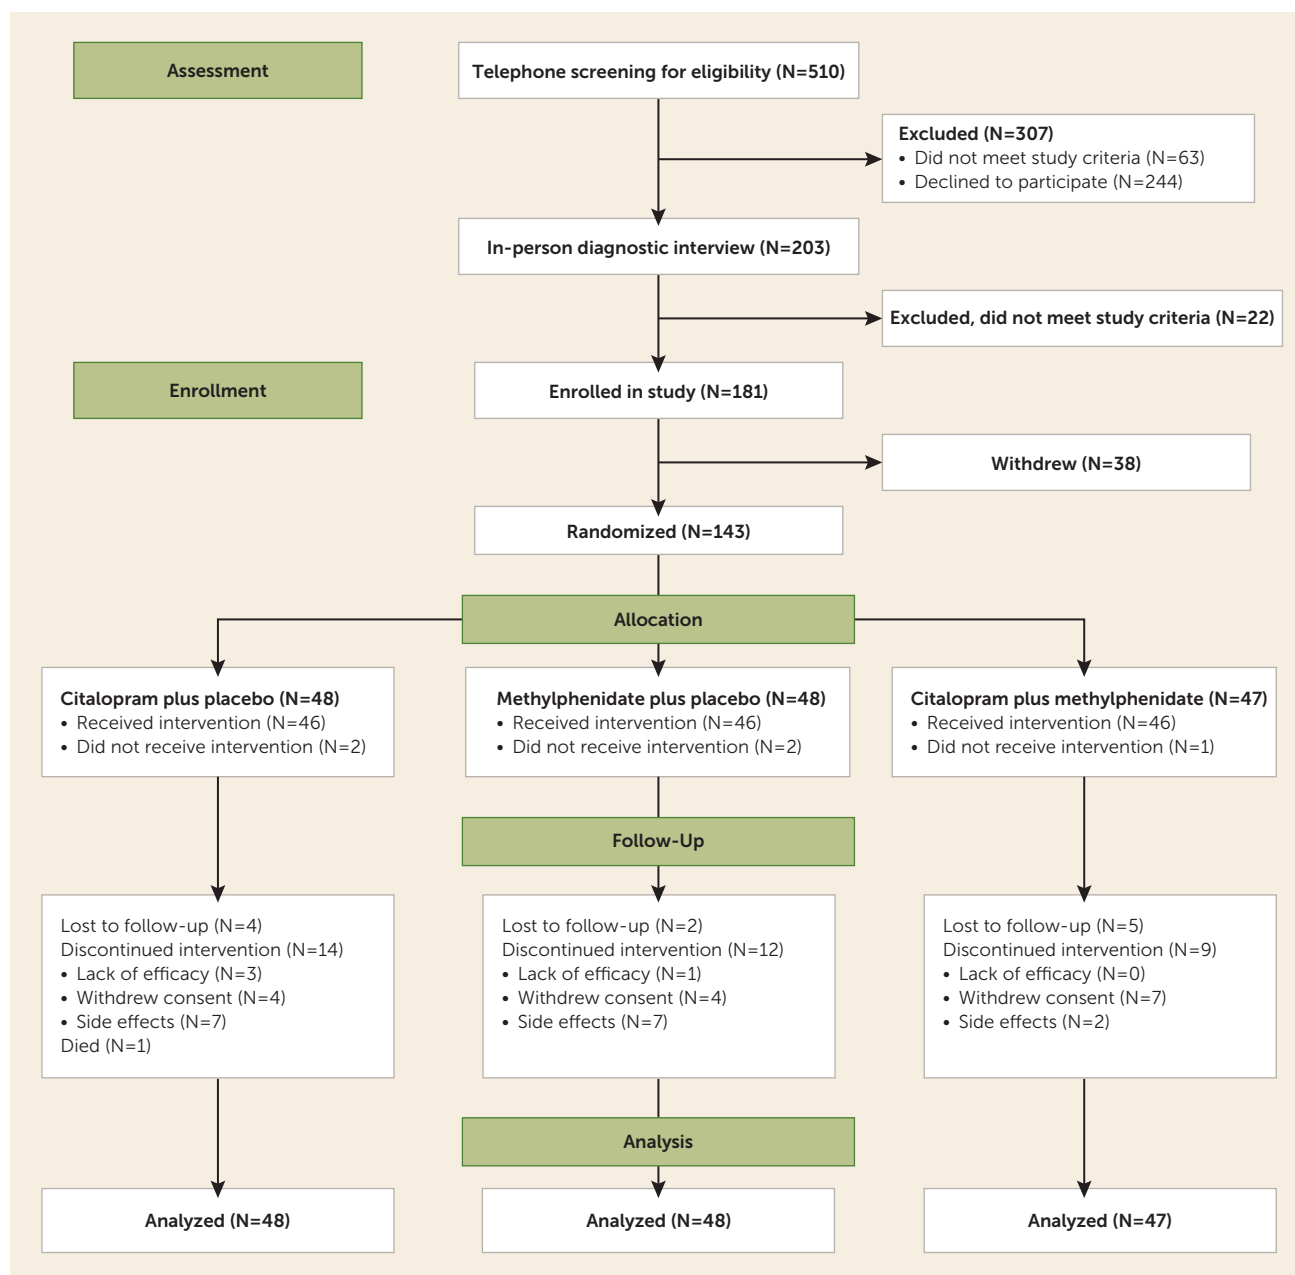 Assessment
Telephone screening for eligibility (N=510)
Excluded (N=307)
• Did not meet study criteria (N=63)
• Declined to participate (N=244)
In-person diagnostic interview (N=203)
Excluded, did not meet study criteria (N=22)
Enrollment
Enrolled in study (N=181)
Withdrew (N=38)
Randomized (N=143)
Allocation
Citalopram plus placebo (N=48)
• Received intervention (N=46)
• Did not receive intervention (N=2)
Methylphenidate plus placebo (N=48)
• Received intervention (N=46)
• Did not receive intervention (N=2)
Citalopram plus methylphenidate (N=47)
• Received intervention (N=46)
• Did not receive intervention (N=1)
Follow-Up
Lost to follow-up (N=4)
Discontinued intervention (N=14)
• Lack of efficacy (N=3)
• Withdrew consent (N=4)
• Side effects (N=7)
Died (N=1)
Lost to follow-up (N=2)
Discontinued intervention (N=12)
• Lack of efficacy (N=1)
• Withdrew consent (N=4)
• Side effects (N=7)
Lost to follow-up (N=5)
Discontinued intervention (N=9)
• Lack of efficacy (N=0)
• Withdrew consent (N=7)
• Side effects (N=2)
Analysis
Analyzed (N=48)
Analyzed (N=48)
Analyzed (N=47)